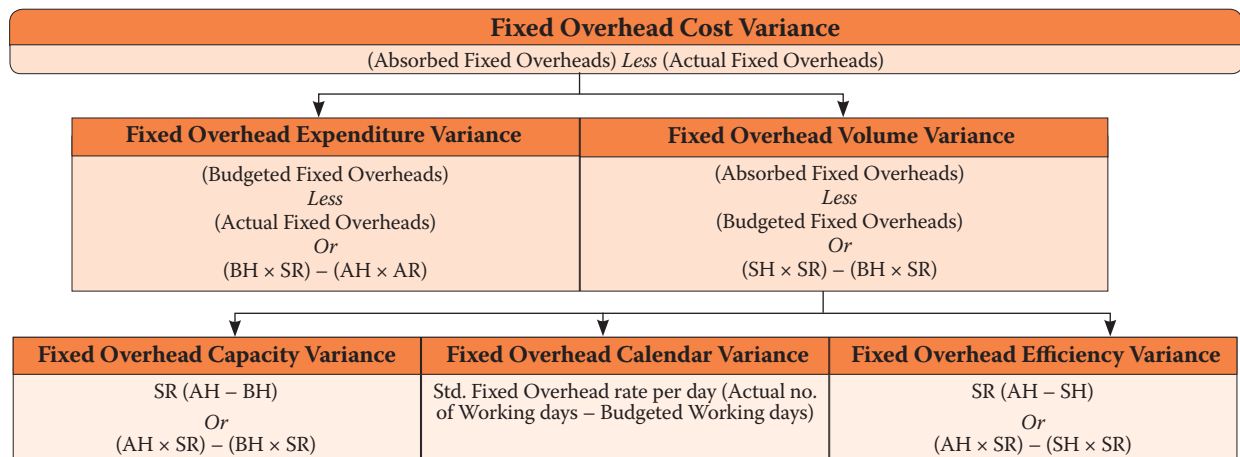 Fixed Overhead Cost Variance
(Absorbed Fixed Overheads) Less (Actual Fixed Overheads)
Fixed Overhead Expenditure Variance
(Budgeted Fixed Overheads)
Less
(Actual Fixed Overheads)
Or
(BH × SR) – (AH × AR)
Fixed Overhead Volume Variance
(Absorbed Fixed Overheads)
Less
(Budgeted Fixed Overheads)
Or
(SH × SR) – (BH × SR)
Fixed Overhead Capacity Variance
SR (AH – BH)
Or
(AH × SR) – (BH × SR)
Fixed Overhead Calendar Variance
Std. Fixed Overhead rate per day (Actual no.
of Working days – Budgeted Working days)
Fixed Overhead Efficiency Variance
SR (AH – SH)
Or
(AH × SR) – (SH × SR)